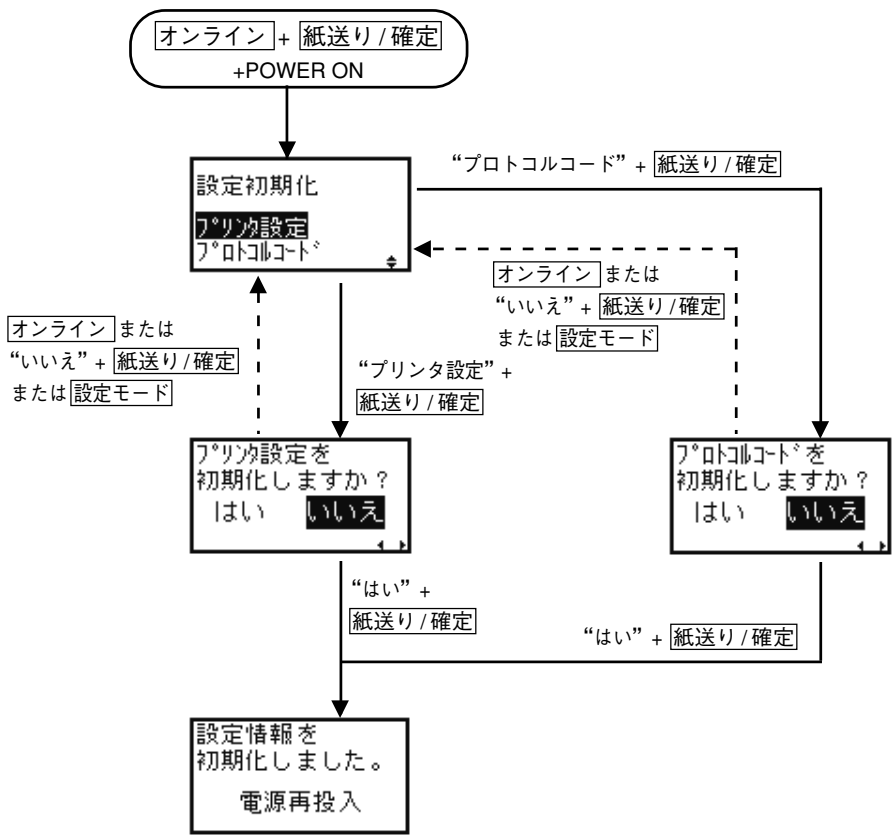 オンライン + 紙送り/確定
+POWER ON
設定初期化
プリンタ設定
プロトコルコード
“プロトコルコード” + 紙送り/確定
オンライン または
“いいえ” + 紙送り/確定
または 設定モード
オンライン または
“いいえ” + 紙送り/確定
または 設定モード
“プリンタ設定” +
紙送り/確定
プリンタ設定を
初期化しますか?
はい いいえ
プロトコルコードを
初期化しますか?
はい いいえ
“はい” +
紙送り/確定
“はい” + 紙送り/確定
設定情報を
初期化しました。
電源再投入